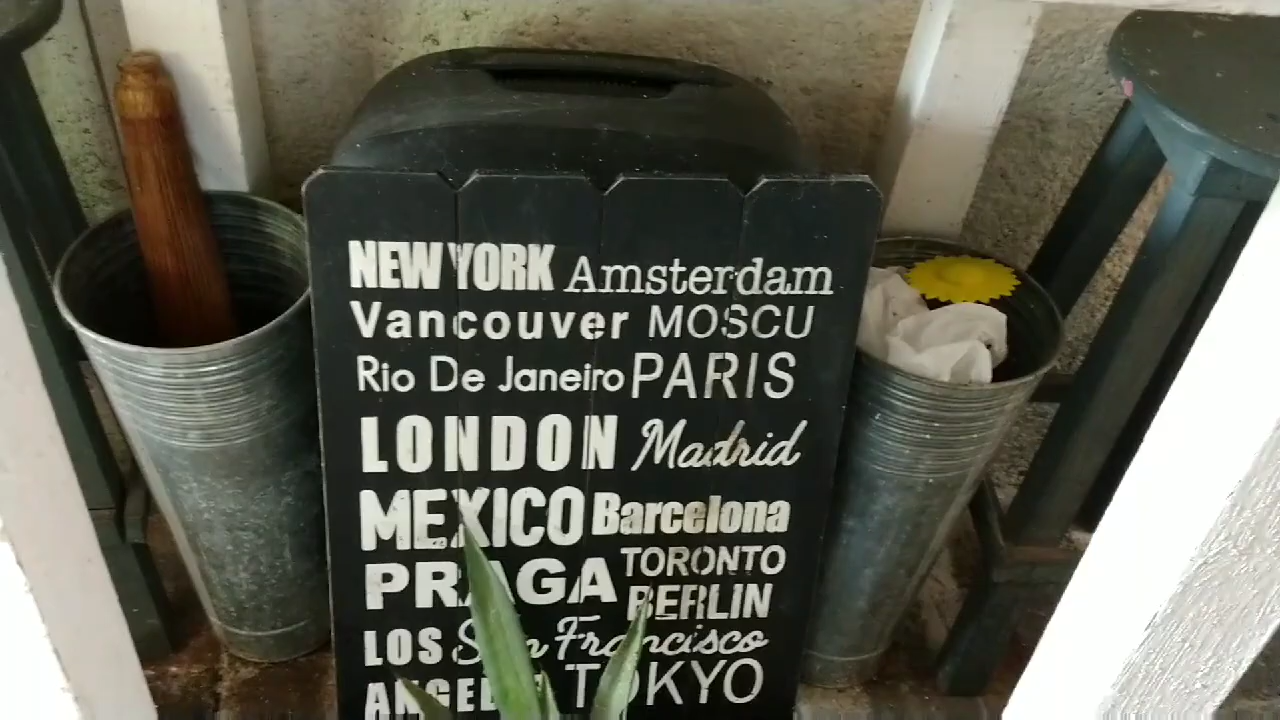 NEW YORK Amsterdam
Vancouver MOSCU
Rio De Janeiro PARIS
LONDON Madrid
MEXICO Barcelona
PRAGA TORONTO
BERLIN
LOS San Francisco
ANGELES TOKYO